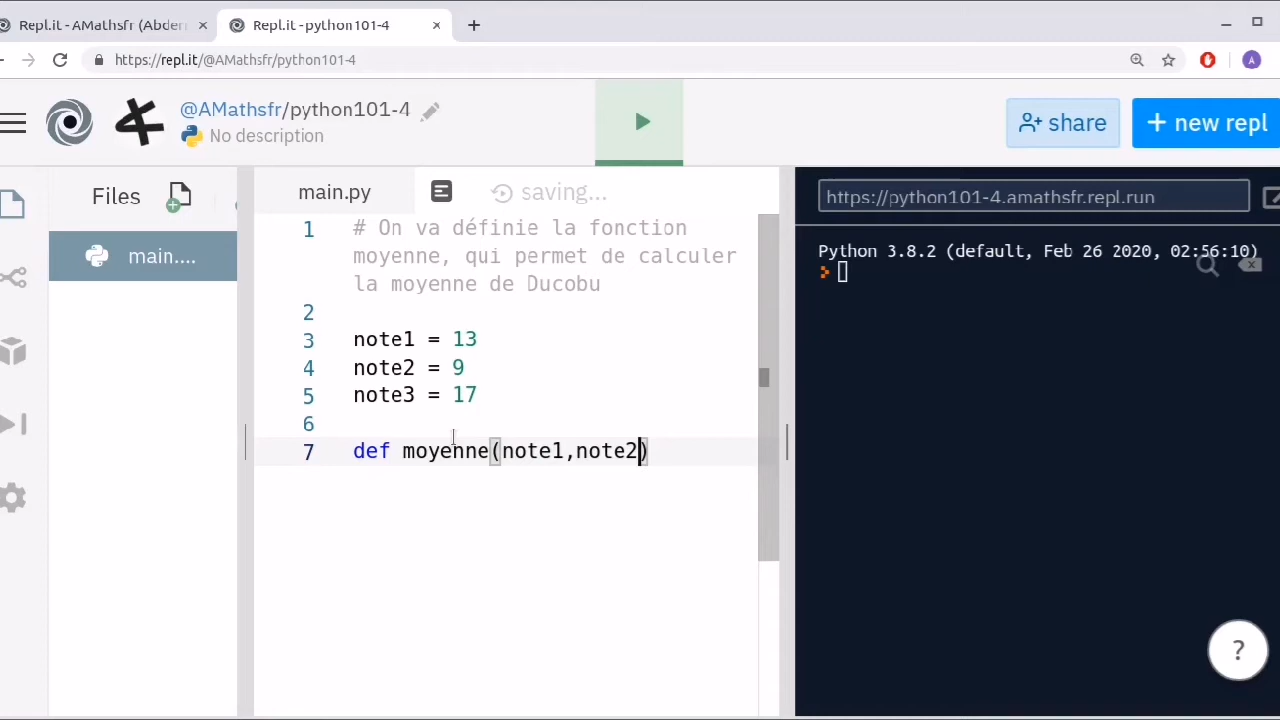 Repl.it - AMathsfr (Abder
Repl.it - python101-4
https://repl.it/@AMathsfr/python101-4
A
@AMathsfr/python101-4
No description
share
+ new repl
Files
main.py
saving...
https://python101-4.amathsfr.repl.run
main....
1 # On va définie la fonction
moyenne, qui permet de calculer
la moyenne de Ducobu
2
3 note1 = 13
4 note2 = 9
5 note3 = 17
6
7 def moyenne(note1,note2)
Python 3.8.2 (default, Feb 26 2020, 02:56:10)
?